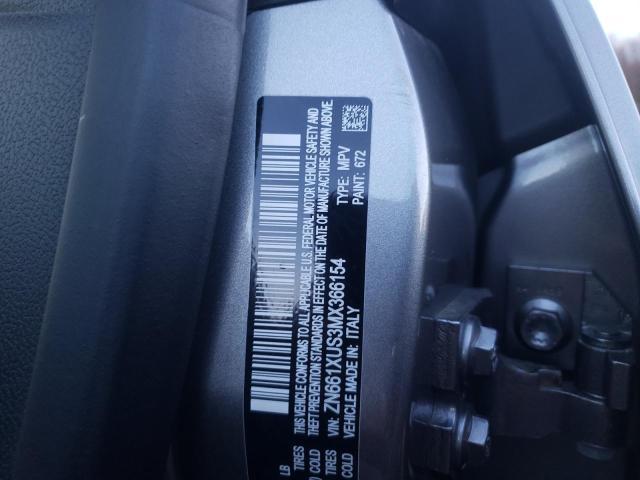 LB
TIRES
COLD
TIRES
COLD
THIS VEHICLE CONFORMS TO ALL APPLICABLE U.S. FEDERAL MOTOR VEHICLE SAFETY AND
THEFT PREVENTION STANDARDS IN EFFECT ON THE DATE OF MANUFACTURE SHOWN ABOVE.
VIN: ZN661XUS3MX366154 TYPE: MPV
VEHICLE MADE IN: ITALY PAINT: 672